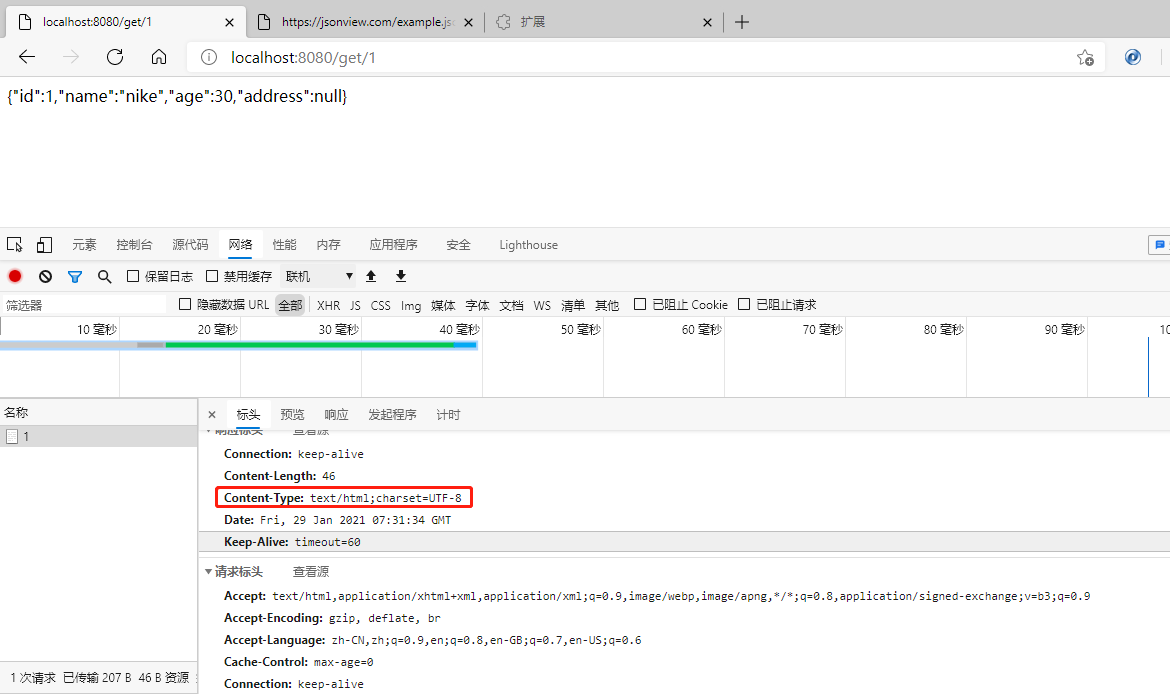 localhost:8080/get/1
https://jsonview.com/example.js
扩展
localhost:8080/get/1
{"id":1,"name":"nike","age":30,"address":null}
元素 控制台 源代码 网络 性能 内存 应用程序 安全 Lighthouse
保留日志 禁用缓存 联机
筛选器 隐藏数据 URL 全部 XHR JS CSS Img 媒体 字体 文档 WS 清单 其他 已阻止 Cookie 已阻止请求
10 毫秒 20 毫秒 30 毫秒 40 毫秒 50 毫秒 60 毫秒 70 毫秒 80 毫秒 90 毫秒 10
名称
1
标头 预览 响应 发起程序 计时
响应标头 查看源
Connection: keep-alive
Content-Length: 46
Content-Type: text/html;charset=UTF-8
Date: Fri, 29 Jan 2021 07:31:34 GMT
Keep-Alive: timeout=60
请求标头 查看源
Accept: text/html,application/xhtml+xml,application/xml;q=0.9,image/webp,image/apng,*/*;q=0.8,application/signed-exchange;v=b3;q=0.9
Accept-Encoding: gzip, deflate, br
Accept-Language: zh-CN,zh;q=0.9,en;q=0.8,en-GB;q=0.7,en-US;q=0.6
Cache-Control: max-age=0
Connection: keep-alive
1 次请求 已传输 207 B 46 B 资源